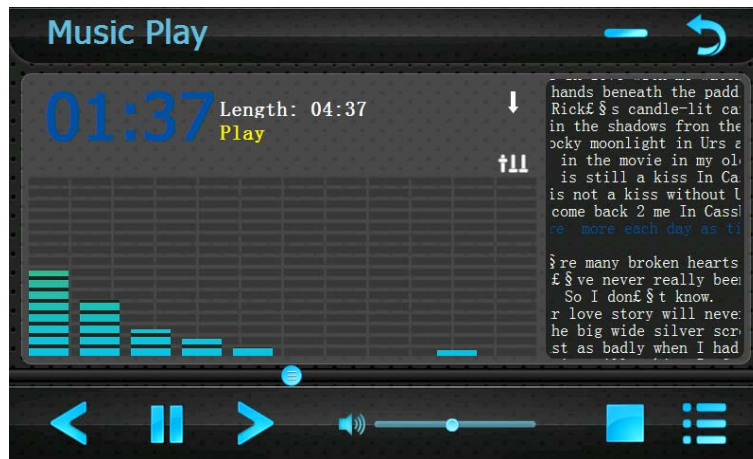 Music Play
01:37
Length: 04:37
Play
hands beneath the padd
Rick£§s candle-lit ca
in the shadows fron the
ocky moonlight in Urs a
in the movie in my ol
is still a kiss In Ca
is not a kiss without U
come back 2 me In Cass
re more each day as ti
§re many broken hearts
£§ve never really bee
So I don£§t know.
r love story will neve
he big wide silver scr
st as badly when I had